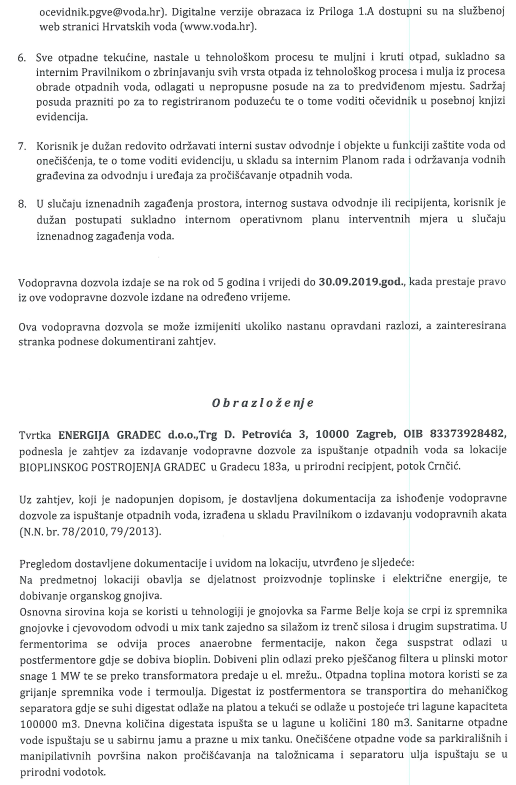 ocevidnik.pgve@voda.hr). Digitalne verzije obrazaca iz Priloga 1.A dostupni su na službenoj
web stranici Hrvatskih voda (www.voda.hr).
6. Sve otpadne tekućine, nastale u tehnološkom procesu te muljni i kruti otpad, sukladno sa
internim Pravilnikom o zbrinjavanju svih vrsta otpada iz tehnološkog procesa i mulja iz procesa
obrade otpadnih voda, odlagati u nepropusne posude na za to predviđenom mjestu. Sadržaj
posuda prazniti po za to registriranom poduzeću te o tome voditi očevidnik u posebnoj knjizi
evidencija.
7. Korisnik je dužan redovito održavati interni sustav odvodnje i objekte u funkciji zaštite voda od
onečišćenja, te o tome voditi evidenciju, u skladu sa internim Planom rada i održavanja vodnih
građevina za odvodnju i uređaja za pročišćavanje otpadnih voda.
8. U slučaju iznenadnih zagađenja prostora, internog sustava odvodnje ili recipijenta, korisnik je
dužan postupati sukladno internom operativnom planu interventnih mjera u slučaju
iznenadnog zagađenja voda.
Vodopravna dozvola izdaje se na rok od 5 godina i vrijedi do 30.09.2019.god., kada prestaje pravo
iz ove vodopravne dozvole izdane na određeno vrijeme.
Ova vodopravna dozvola se može izmijeniti ukoliko nastanu opravdani razlozi, a zainteresirana
stranka podnese dokumentirani zahtjev.
Obrazloženje
Tvrtka ENERGIJA GRADEC d.o.o.,Trg D. Petrovića 3, 10000 Zagreb, OIB 83373928482,
podnesla je zahtjev za izdavanje vodopravne dozvole za ispuštanje otpadnih voda sa lokacije
BIOPLINSKOG POSTROJENJA GRADEC u Gradecu 183a, u prirodni recipjent, potok Crnčić.
Uz zahtjev, koji je nadopunjen dopisom, je dostavljena dokumentacija za ishođenje vodopravne
dozvole za ispuštanje otpadnih voda, izrađena u skladu Pravilnikom o izdavanju vodopravnih akata
(N.N. br. 78/2010, 79/2013).
Pregledom dostavljene dokumentacije i uvidom na lokaciju, utvrđeno je sljedeće:
Na predmetnoj lokaciji obavlja se djelatnost proizvodnje toplinske i električne energije, te
dobivanje organskog gnojiva.
Osnovna sirovina koja se koristi u tehnologiji je gnojovka sa Farme Belje koja se crpi iz spremnika
gnojovke i cjevovodom odvodi u mix tank zajedno sa silažom iz trenč silosa i drugim supstratima. U
fermentorima se odvija proces anaerobne fermentacije, nakon čega suspstrat odlazi u
postfermentore gdje se dobiva bioplin. Dobiveni plin odlazi preko pješčanog filtera u plinski motor
snage 1 MW te se preko transformatora predaje u el. mrežu.. Otpadna toplina motora koristi se za
grijanje spremnika vode i termoulja. Digestat iz postfermentora se transportira do mehaničkog
separatora gdje se suhi digestat odlaže na platou a tekući se odlaže u postojeće tri lagune kapaciteta
100000 m3. Dnevna količina digestata ispušta se u lagune u količini 180 m3. Sanitarne otpadne
vode ispuštaju se u sabirnu jamu a prazne u mix tanku. Onečišćene otpadne vode sa parkirališnih i
manipilativnih površina nakon pročišćavanja na taložnicama i separatoru ulja ispuštaju se u
prirodni vodotok.